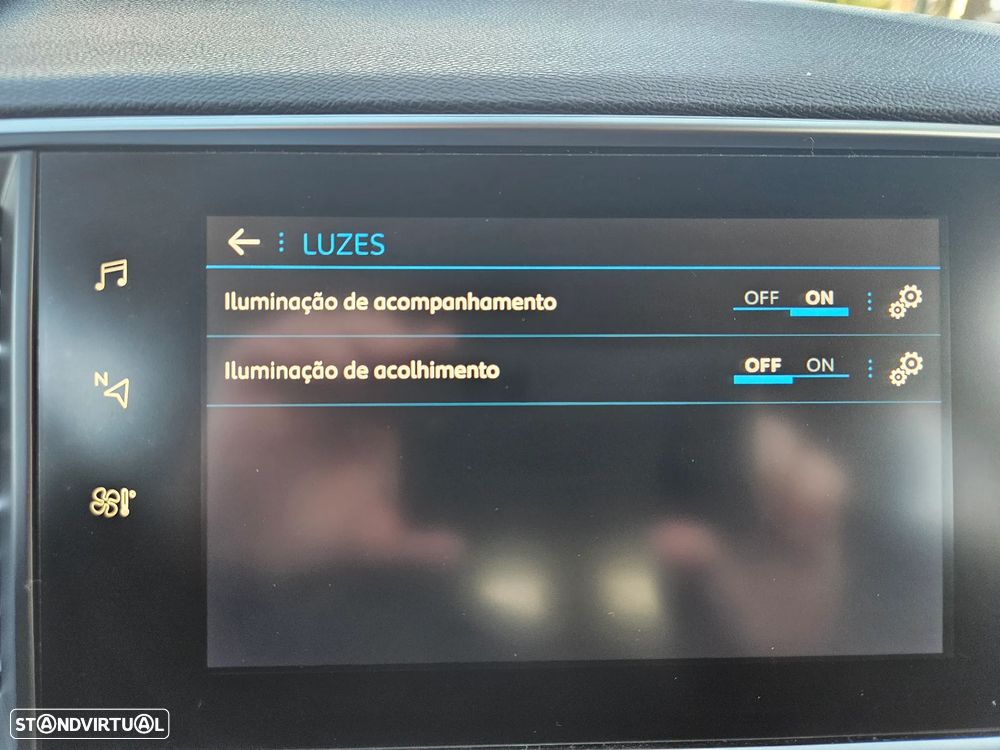 LUZES
Iluminação de acompanhamento OFF ON
N
Iluminação de acolhimento OFF ON
STANDVIRTUAL